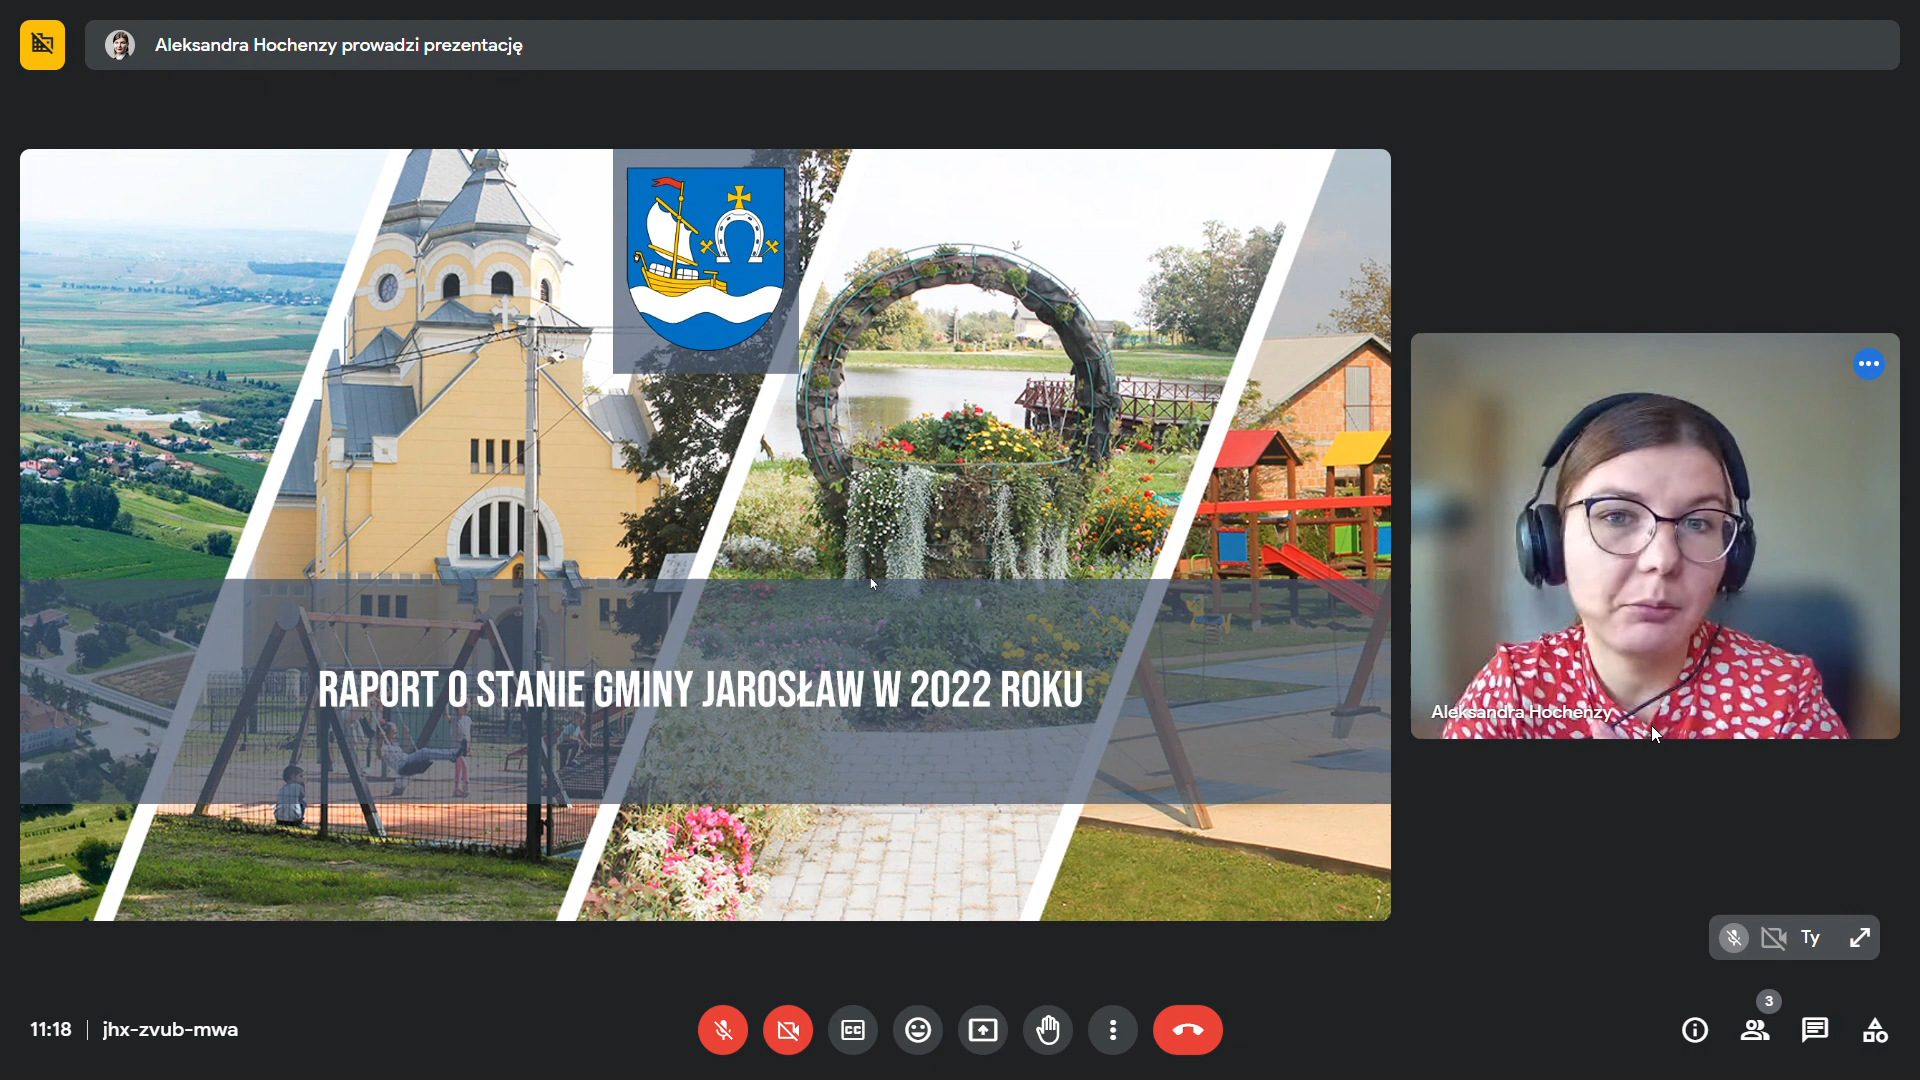 Aleksandra Hochenzy prowadzi prezentację
RAPORT O STANIE GMINY JAROSŁAW W 2022 ROKU
Aleksandra Hochenzy
Ty
3
11:18
jhx-zvub-mwa
CC